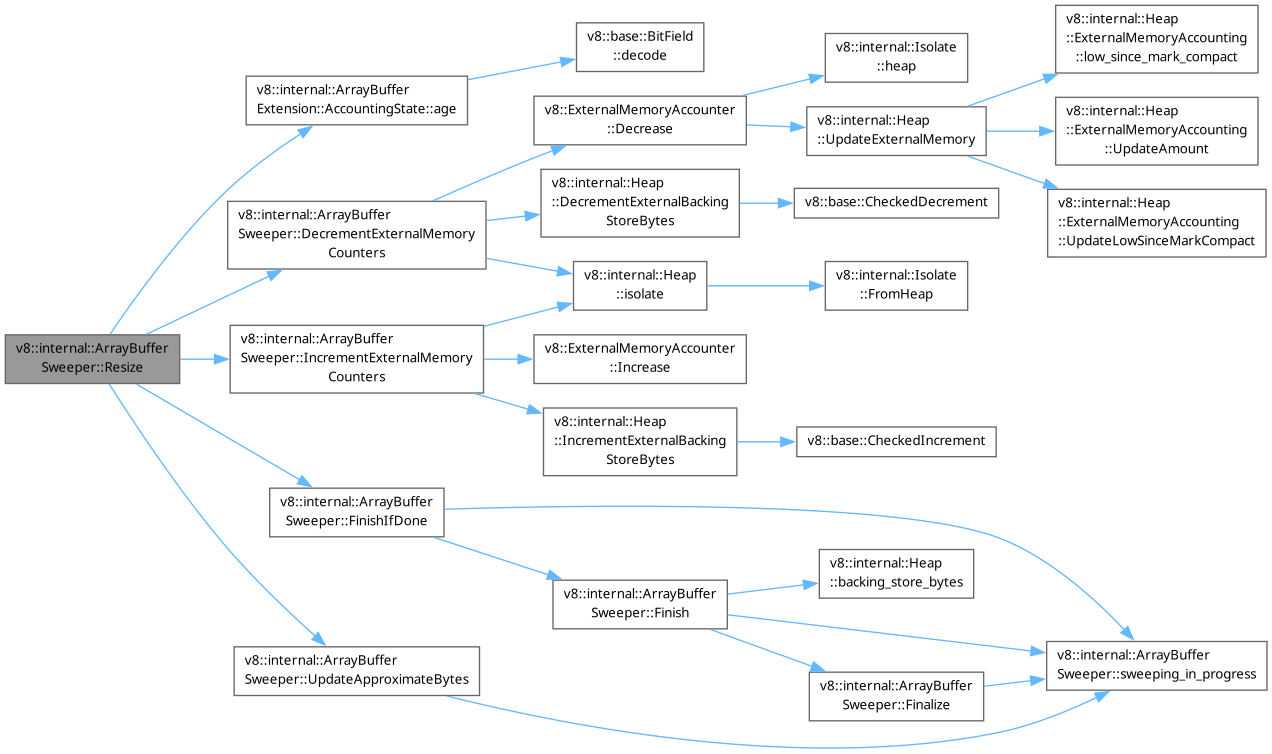 v8::internal::ArrayBuffer
Sweeper::Resize
v8::internal::ArrayBuffer
Extension::AccountingState::age
v8::base::BitField
::decode
v8::internal::ArrayBuffer
Sweeper::DecrementExternalMemory
Counters
v8::ExternalMemoryAccounter
::Decrease
v8::internal::Isolate
::heap
v8::internal::Heap
::UpdateExternalMemory
v8::internal::Heap
::ExternalMemoryAccounting
::low_since_mark_compact
v8::internal::Heap
::ExternalMemoryAccounting
::UpdateAmount
v8::internal::Heap
::ExternalMemoryAccounting
::UpdateLowSinceMarkCompact
v8::internal::Heap
::DecrementExternalBacking
StoreBytes
v8::base::CheckedDecrement
v8::internal::Heap
::isolate
v8::internal::Isolate
::FromHeap
v8::internal::ArrayBuffer
Sweeper::IncrementExternalMemory
Counters
v8::ExternalMemoryAccounter
::Increase
v8::internal::Heap
::IncrementExternalBacking
StoreBytes
v8::base::CheckedIncrement
v8::internal::ArrayBuffer
Sweeper::FinishIfDone
v8::internal::ArrayBuffer
Sweeper::Finish
v8::internal::Heap
::backing_store_bytes
v8::internal::ArrayBuffer
Sweeper::Finalize
v8::internal::ArrayBuffer
Sweeper::sweeping_in_progress
v8::internal::ArrayBuffer
Sweeper::UpdateApproximateBytes